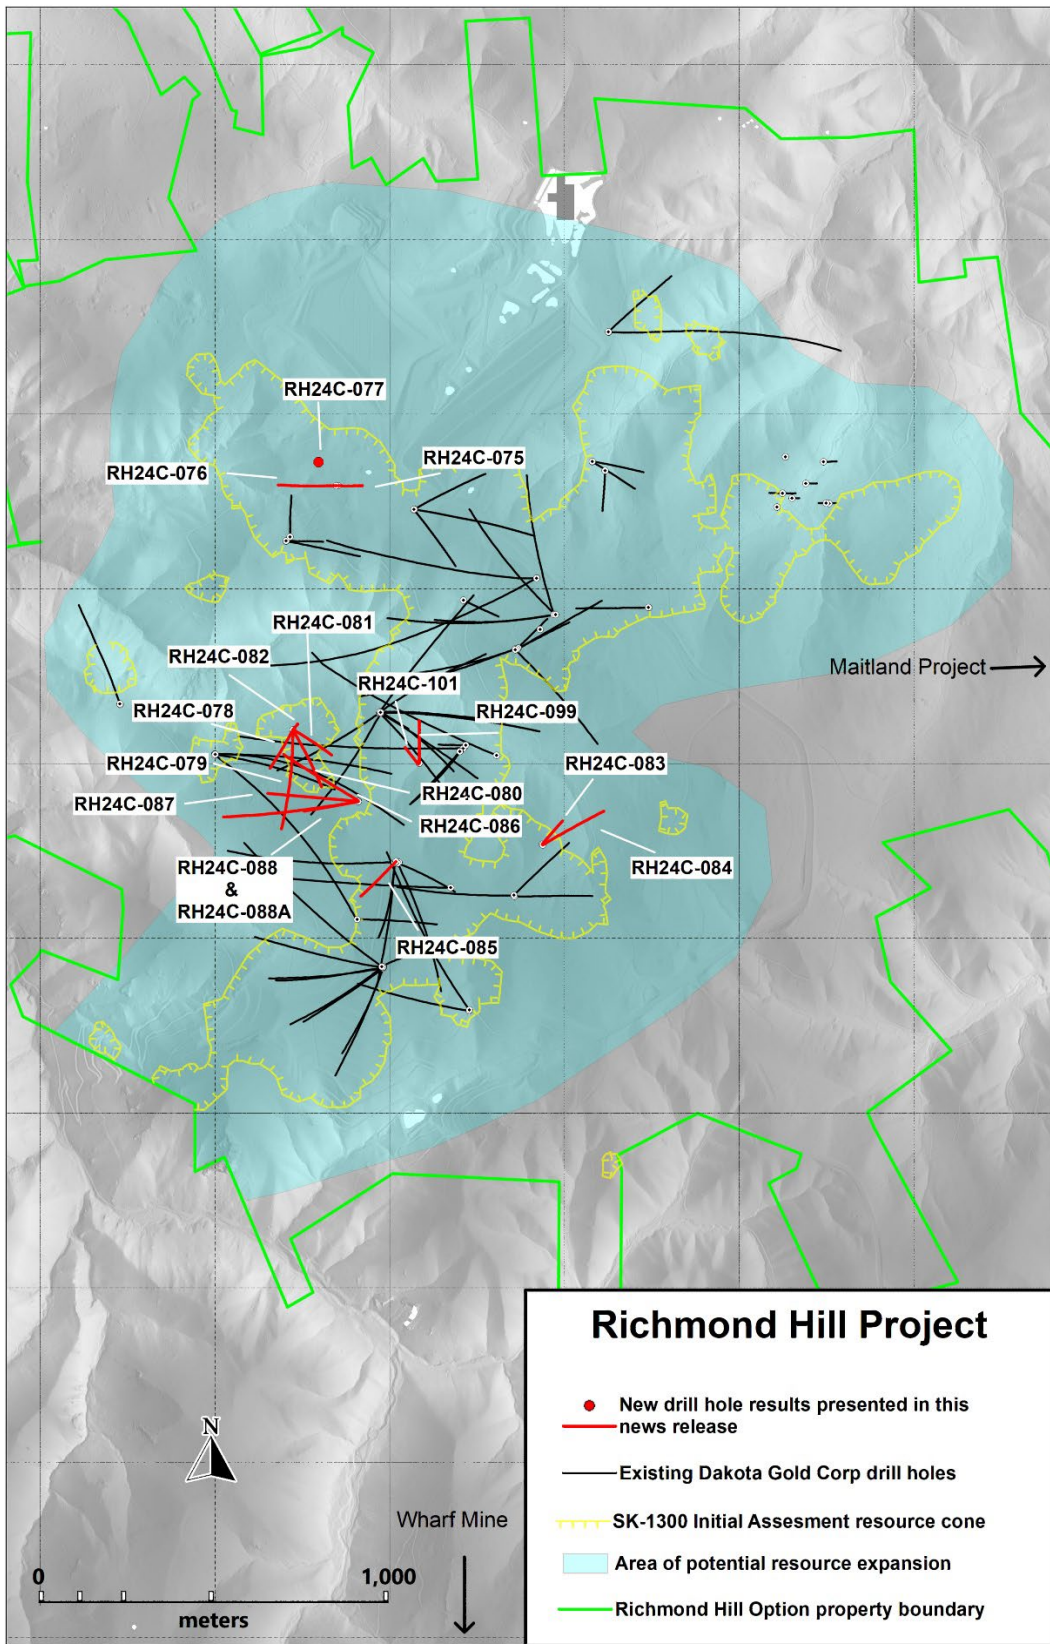 RH24C-077
RH24C-076
RH24C-075
RH24C-081
RH24C-082
RH24C-101
RH24C-078
RH24C-099
RH24C-079
RH24C-083
RH24C-087
RH24C-080
RH24C-086
RH24C-088
&
RH24C-088A
RH24C-084
RH24C-085
Maitland Project
Richmond Hill Project
New drill hole results presented in this
news release
Existing Dakota Gold Corp drill holes
SK-1300 Initial Assesment resource cone
Area of potential resource expansion
Richmond Hill Option property boundary
N
Wharf Mine
0 1,000
meters